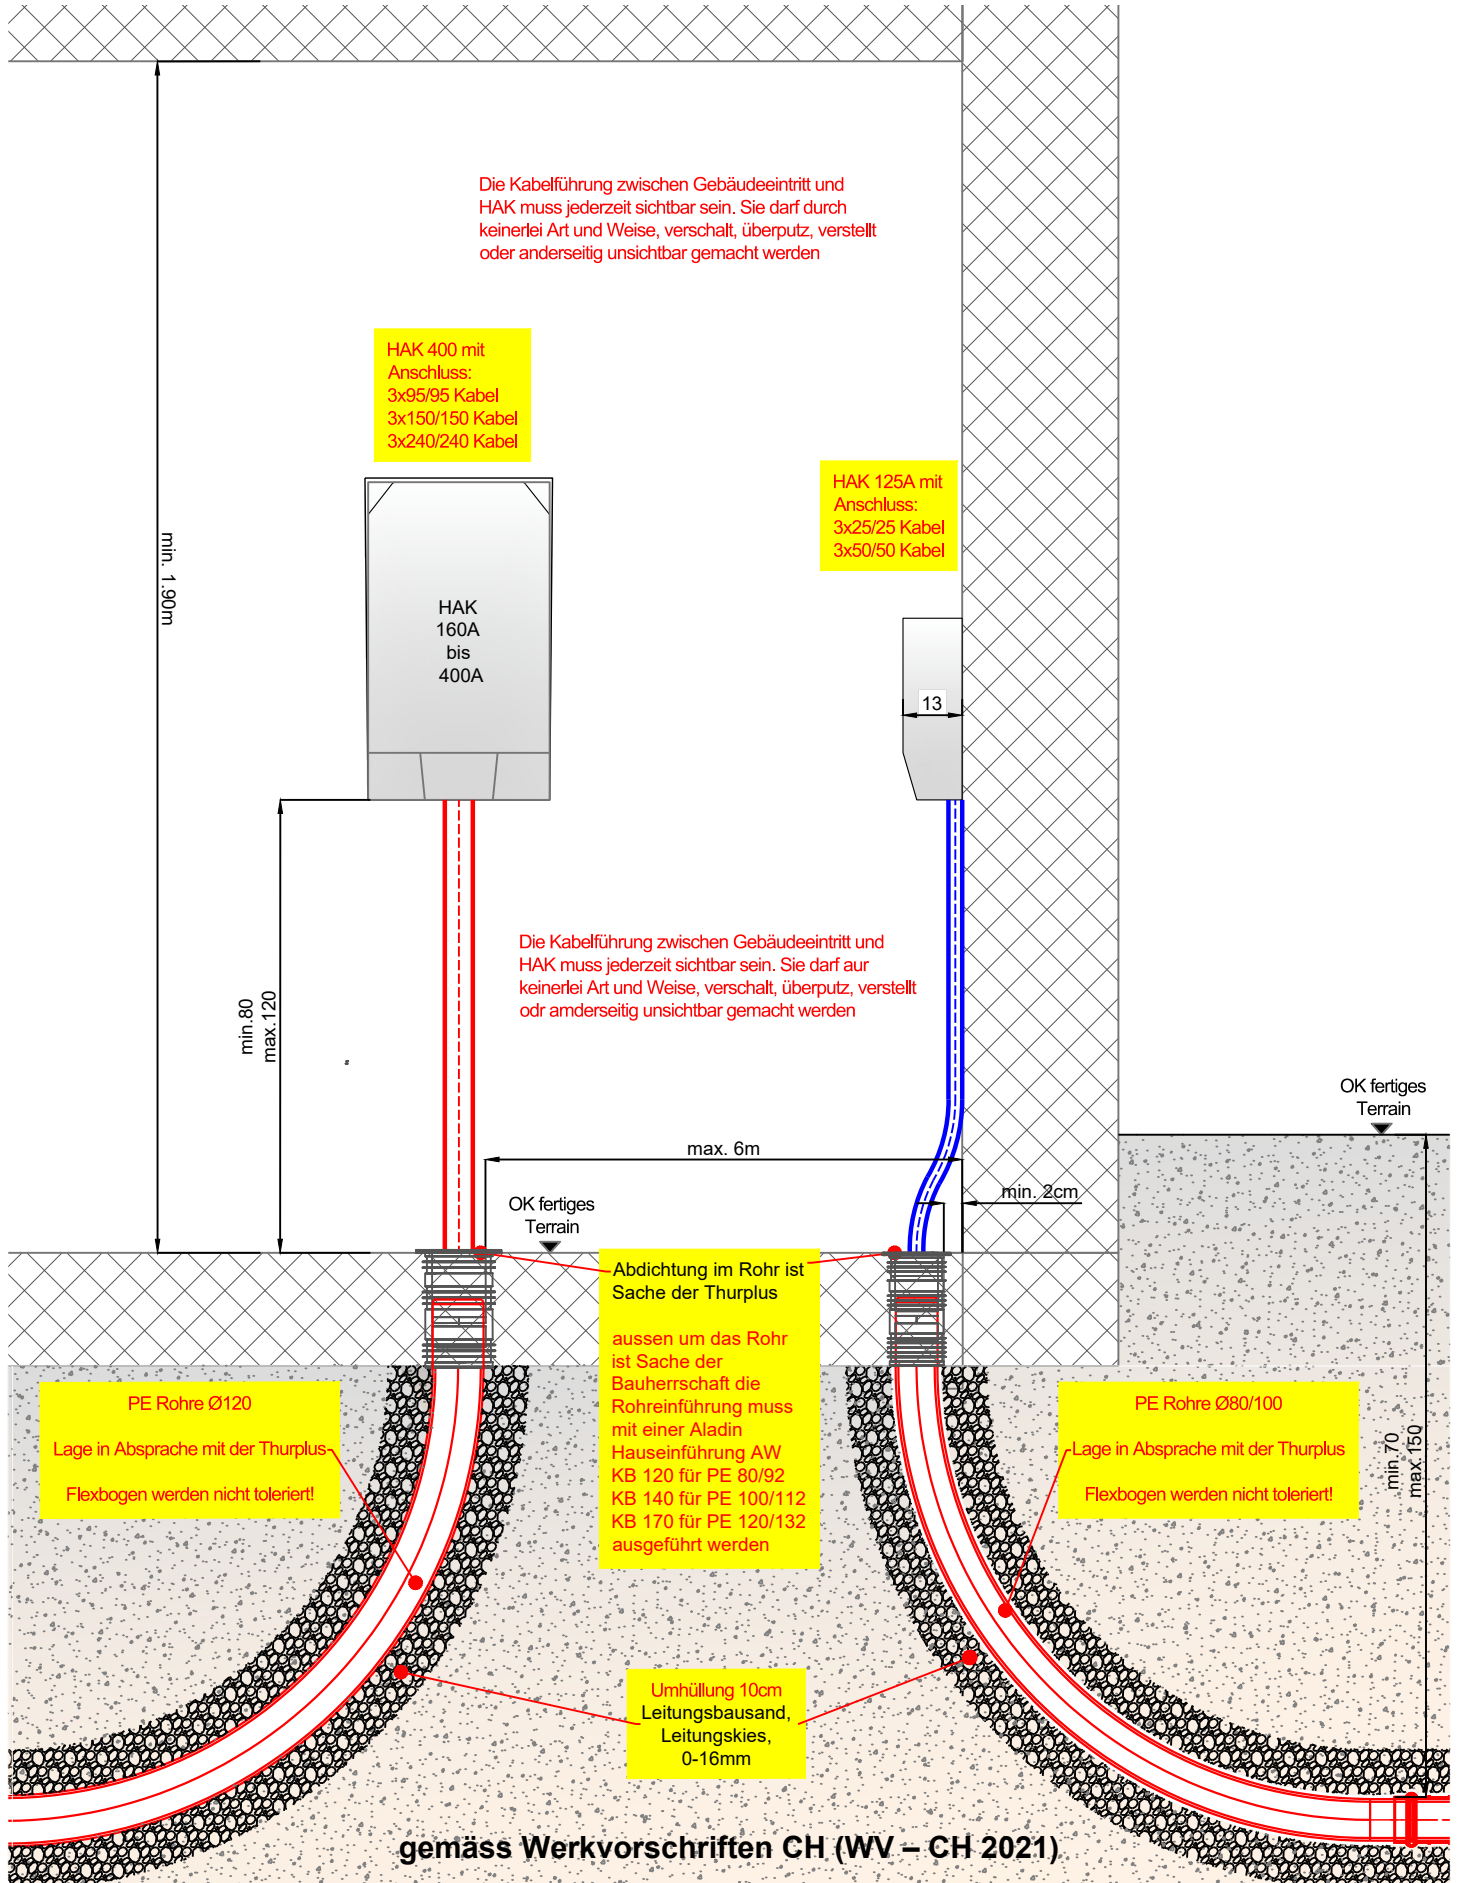 Die Kabelführung zwischen Gebäudeeintritt und
HAK muss jederzeit sichtbar sein. Sie darf durch
keinerlei Art und Weise, verschalt, überputz, verstellt
oder anderseitig unsichtbar gemacht werden
HAK 400 mit
Anschluss:
3x95/95 Kabel
3x150/150 Kabel
3x240/240 Kabel
HAK 125A mit
Anschluss:
3x25/25 Kabel
3x50/50 Kabel
min. 1.90m
HAK
160A
bis
400A
13
Die Kabelführung zwischen Gebäudeeintritt und
HAK muss jederzeit sichtbar sein. Sie darf aur
keinerlei Art und Weise, verschalt, überputz, verstellt
odr amderseitig unsichtbar gemacht werden
min.80
max.120
OK fertiges
Terrain
max. 6m
min. 2cm
OK fertiges
Terrain
Abdichtung im Rohr ist
Sache der Thurplus
aussen um das Rohr
ist Sache der
Bauherrschaft die
Rohreinführung muss
mit einer Aladin
Hauseinführung AW
KB 120 für PE 80/92
KB 140 für PE 100/112
KB 170 für PE 120/132
ausgeführt werden
PE Rohre Ø120
Lage in Absprache mit der Thurplus
Flexbogen werden nicht toleriert!
PE Rohre Ø80/100
Lage in Absprache mit der Thurplus
Flexbogen werden nicht toleriert!
min. 70
max.150
Umhüllung 10cm
Leitungsbausand,
Leitungskies,
0-16mm
gemäss Werkvorschriften CH (WV – CH 2021)